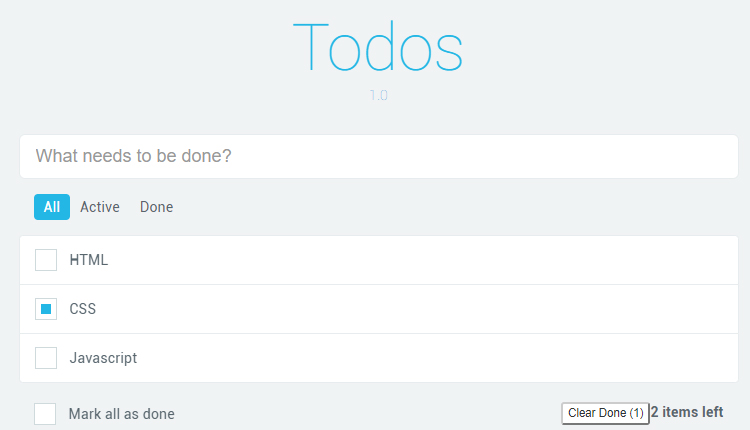 Todos
1.0
What needs to be done?
All Active Done
HTML
CSS
Javascript
Mark all as done Clear Done (1) 2 items left